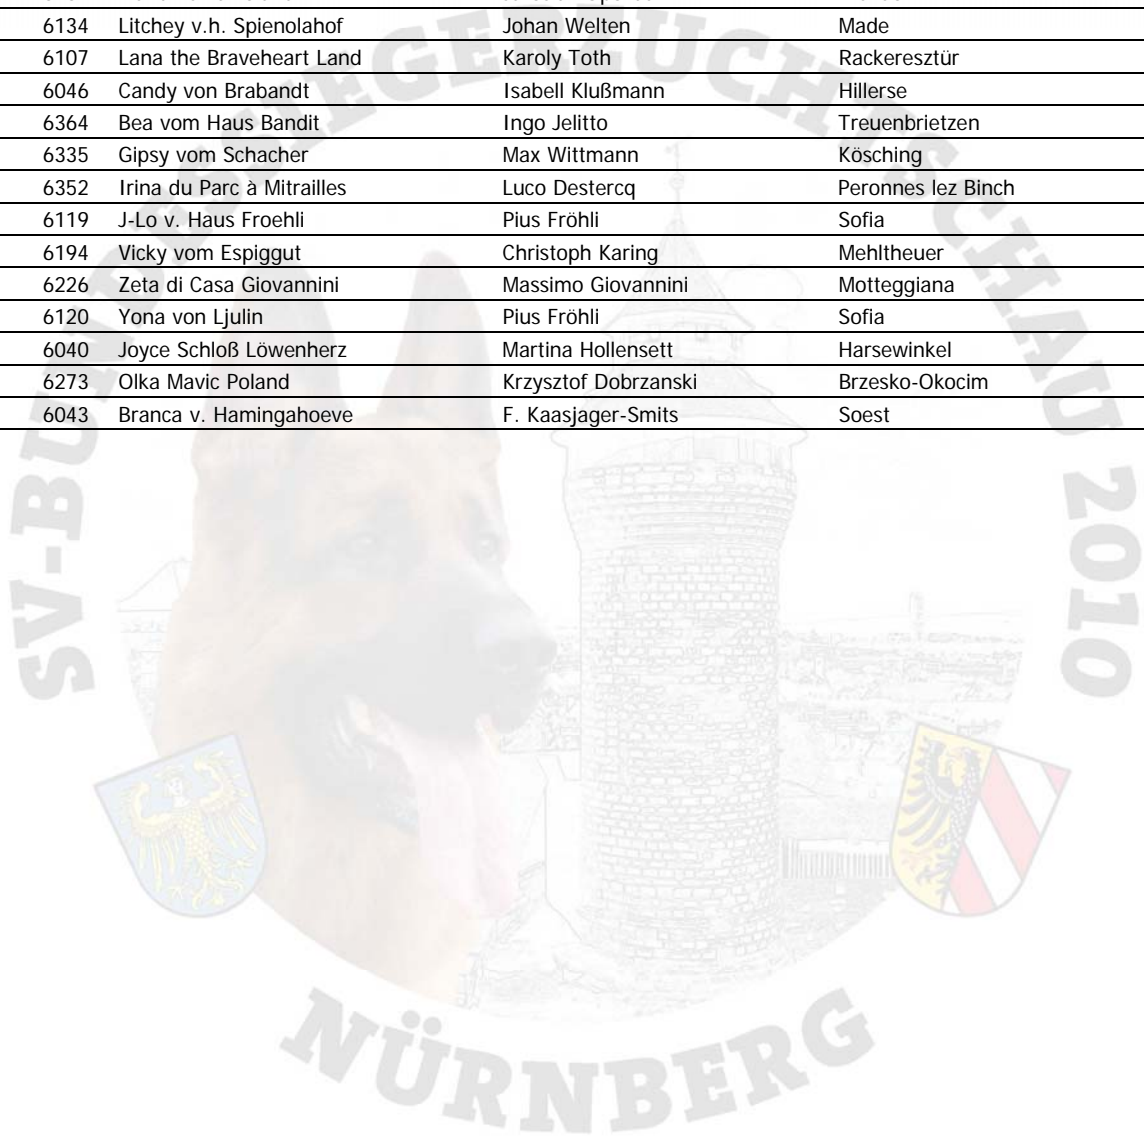 6134 Litchey v.h. Spienolahof Johan Welten Made
6107 Lana the Braveheart Land Karoly Toth Rackeresztúr
6046 Candy von Brabandt Isabell Klußmann Hillerse
6364 Bea vom Haus Bandit Ingo Jelitto Treuenbrietzen
6335 Gipsy vom Schacher Max Wittmann Kösching
6352 Irina du Parc à Mitrailles Luco Destercq Peronnes lez Binch
6119 J-Lo v. Haus Froehli Pius Fröhli Sofia
6194 Vicky vom Espiggut Christoph Karing Mehltheuer
6226 Zeta di Casa Giovannini Massimo Giovannini Motteggiana
6120 Yona von Ljulin Pius Fröhli Sofia
6040 Joyce Schloß Löwenherz Martina Hollensett Harsewinkel
6273 Olka Mavic Poland Krzysztof Dobrzanski Brzesko-Okocim
6043 Branca v. Hamingahoeve F. Kaasjager-Smits Soest
SV-BUNDESSIEGERZUCHTSCHAU 2010
NÜRNBERG